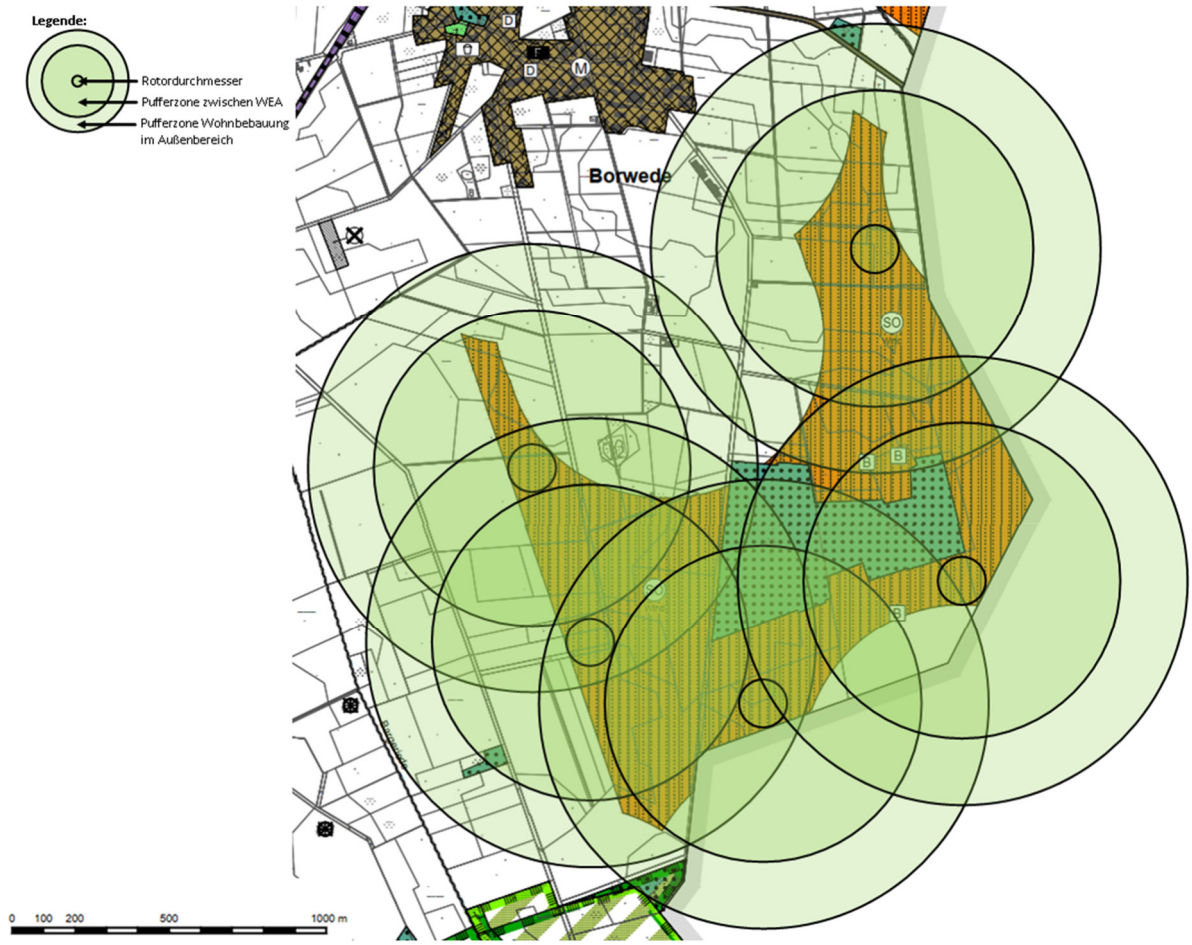 Legende:
Rotordurchmesser
Pufferzone zwischen WEA
Pufferzone Wohnbebauung
im Außenbereich
D
F
D
M
Borwede
SO
B
B
SO
B
0 100 200 500 1000 m